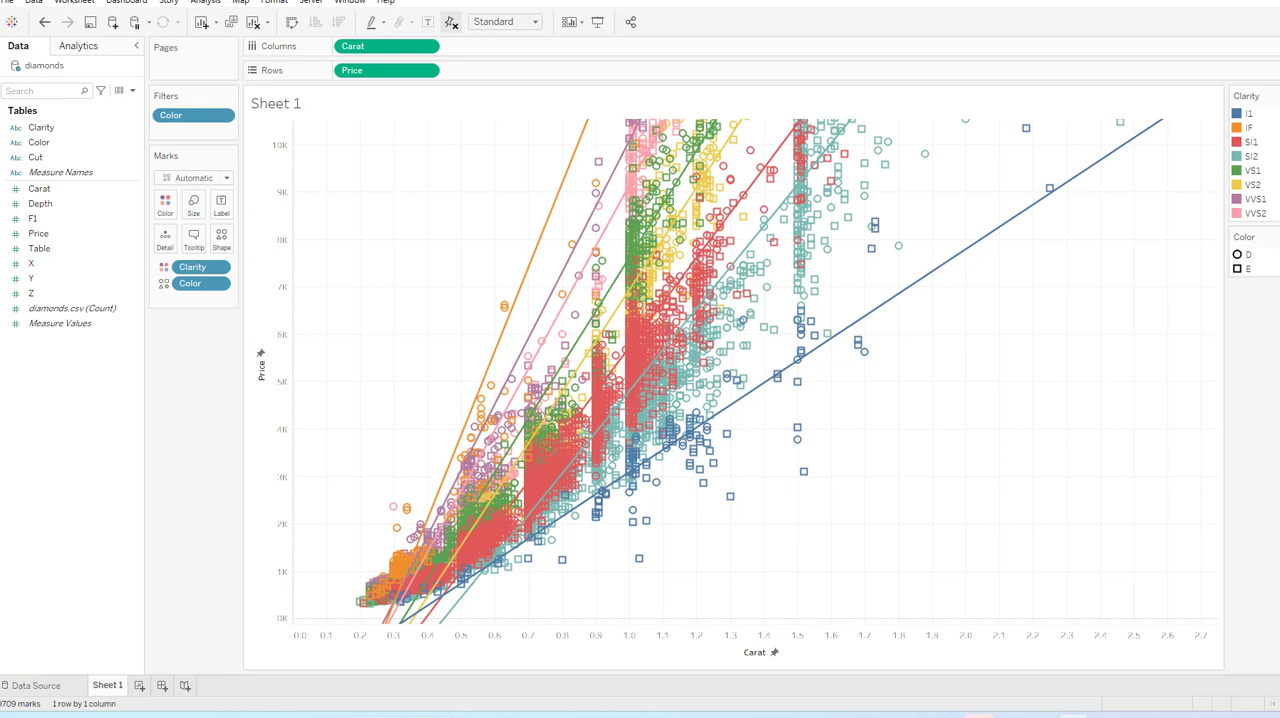 File Data Worksheet Dashboard Story Analysis Map Format Server Window Help
Standard
Data Analytics
diamonds
Search
Tables
Abc Clarity
Abc Color
Abc Cut
Abc Measure Names
# Carat
# Depth
# F1
# Price
# Table
# X
# Y
# Z
# diamonds.csv (Count)
# Measure Values
Pages
Filters
Color
Marks
Automatic
Color Size Label
Detail Tooltip Shape
Clarity
Color
Columns Carat
Rows Price
Sheet 1
Price
10K
9K
8K
7K
6K
5K
4K
3K
2K
1K
0K
0.0 0.1 0.2 0.3 0.4 0.5 0.6 0.7 0.8 0.9 1.0 1.1 1.2 1.3 1.4 1.5 1.6 1.7 1.8 1.9 2.0 2.1 2.2 2.3 2.4 2.5 2.6 2.7
Carat
Clarity
I1
IF
SI1
SI2
VS1
VS2
VVS1
VVS2
Color
D
E
Data Source Sheet 1
9709 marks 1 row by 1 column